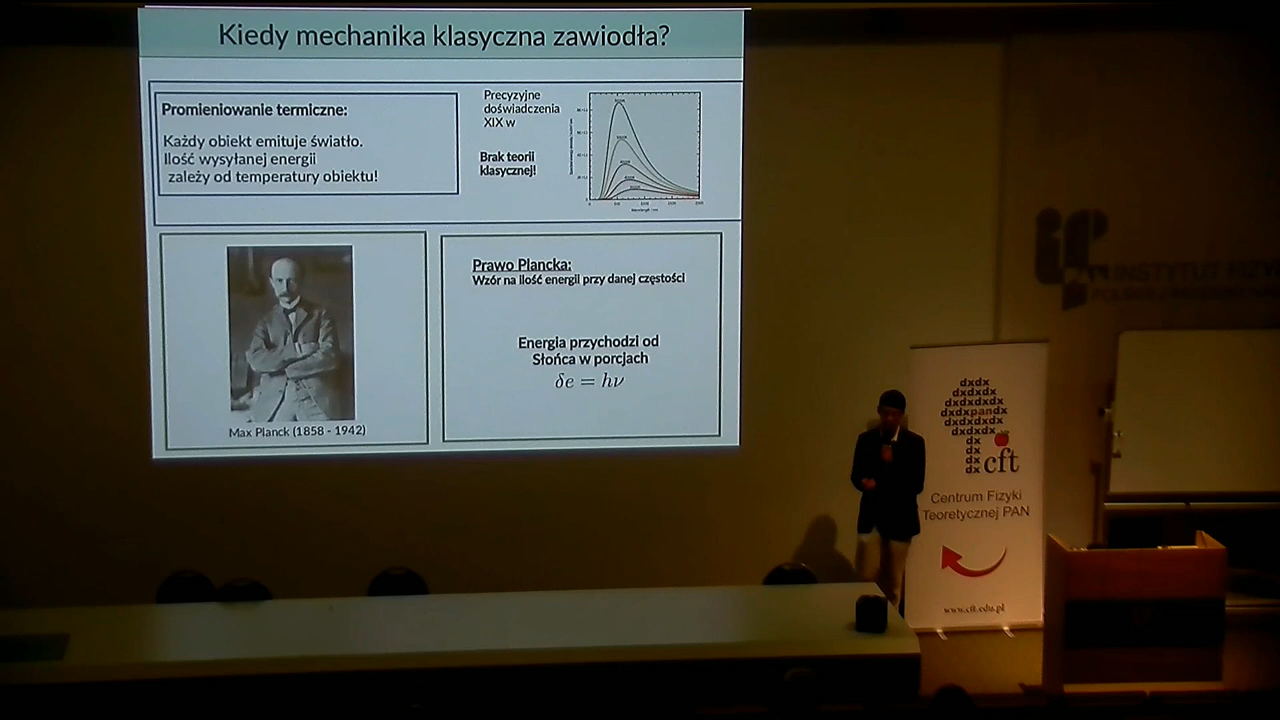 Kiedy mechanika klasyczna zawiodła?
Promieniowanie termiczne:
Każdy obiekt emituje światło.
Ilość wysyłanej energii
zależy od temperatury obiektu!
Precyzyjne
doświadczenia
XIX w
Brak teorii
klasycznej!
Max Planck (1858 - 1942)
Prawo Plancka:
Wzór na ilość energii przy danej częstości
Energia przychodzi od
Słońca w porcjach
δe = hν
INSTYTUT FIZY
dxdx
dxdxdx
dxdxdxdx
dxdxpandx
dxdxdxdx
dxdxdx
dx
dx
dx
dx
cft
Centrum Fizyki
Teoretycznej PAN
www.cft.edu.pl